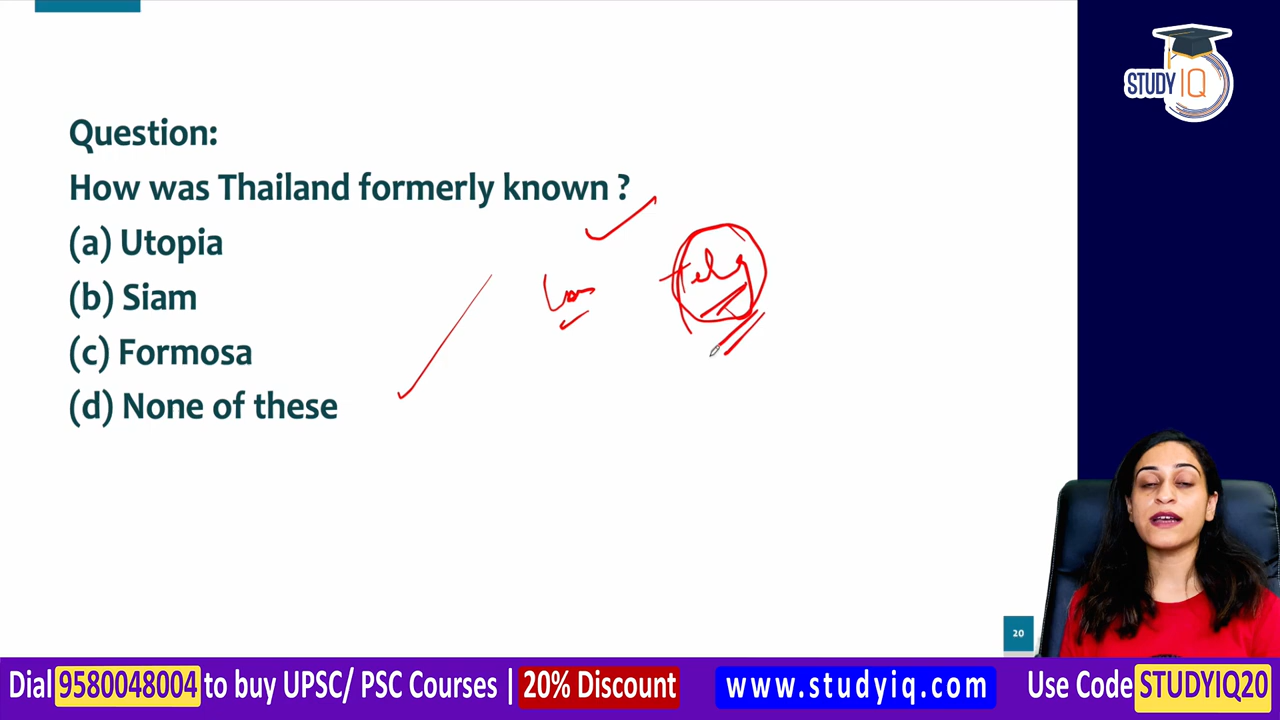 STUDY IQ
Question:
How was Thailand formerly known ?
(a) Utopia
(b) Siam
(c) Formosa
(d) None of these
20
Dial 9580048004 to buy UPSC/ PSC Courses | 20% Discount www.studyiq.com Use Code STUDYIQ20